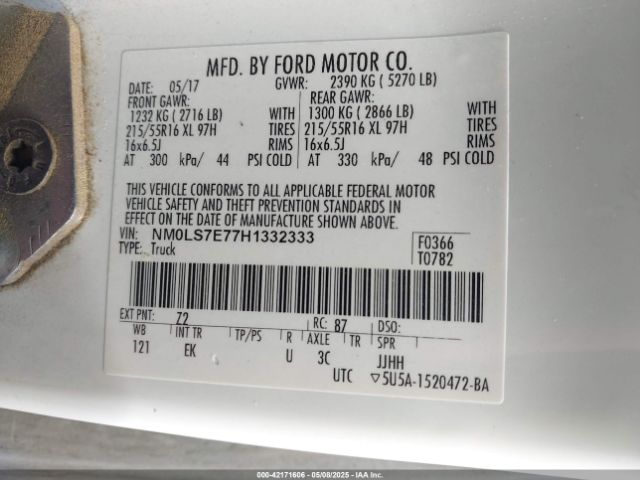 MFD. BY FORD MOTOR CO.
DATE: 05/17 GVWR: 2390 KG (5270 LB)
FRONT GAWR: REAR GAWR:
1232 KG (2716 LB) WITH 1300 KG (2866 LB) WITH
215/55R16 XL 97H TIRES 215/55R16 XL 97H TIRES
16x6.5J RIMS 16x6.5J RIMS
AT 300 kPa/ 44 PSI COLD AT 330 kPa/ 48 PSI COLD
THIS VEHICLE CONFORMS TO ALL APPLICABLE FEDERAL MOTOR
VEHICLE SAFETY AND THEFT PREVENTION STANDARDS IN
EFFECT ON THE DATE OF MANUFACTURE SHOWN ABOVE.
VIN: NM0LS7E77H1332333 F0366
TYPE: Truck T0782
EXT PNT: Z2 RC: 87 DSO:
WB INT TR TP/PS R AXLE TR SPR
121 EK U 3C JJHH
UTC ▽5U5A-1520472-BA
000-42171606 - 05/08/2025 - IAA Inc.